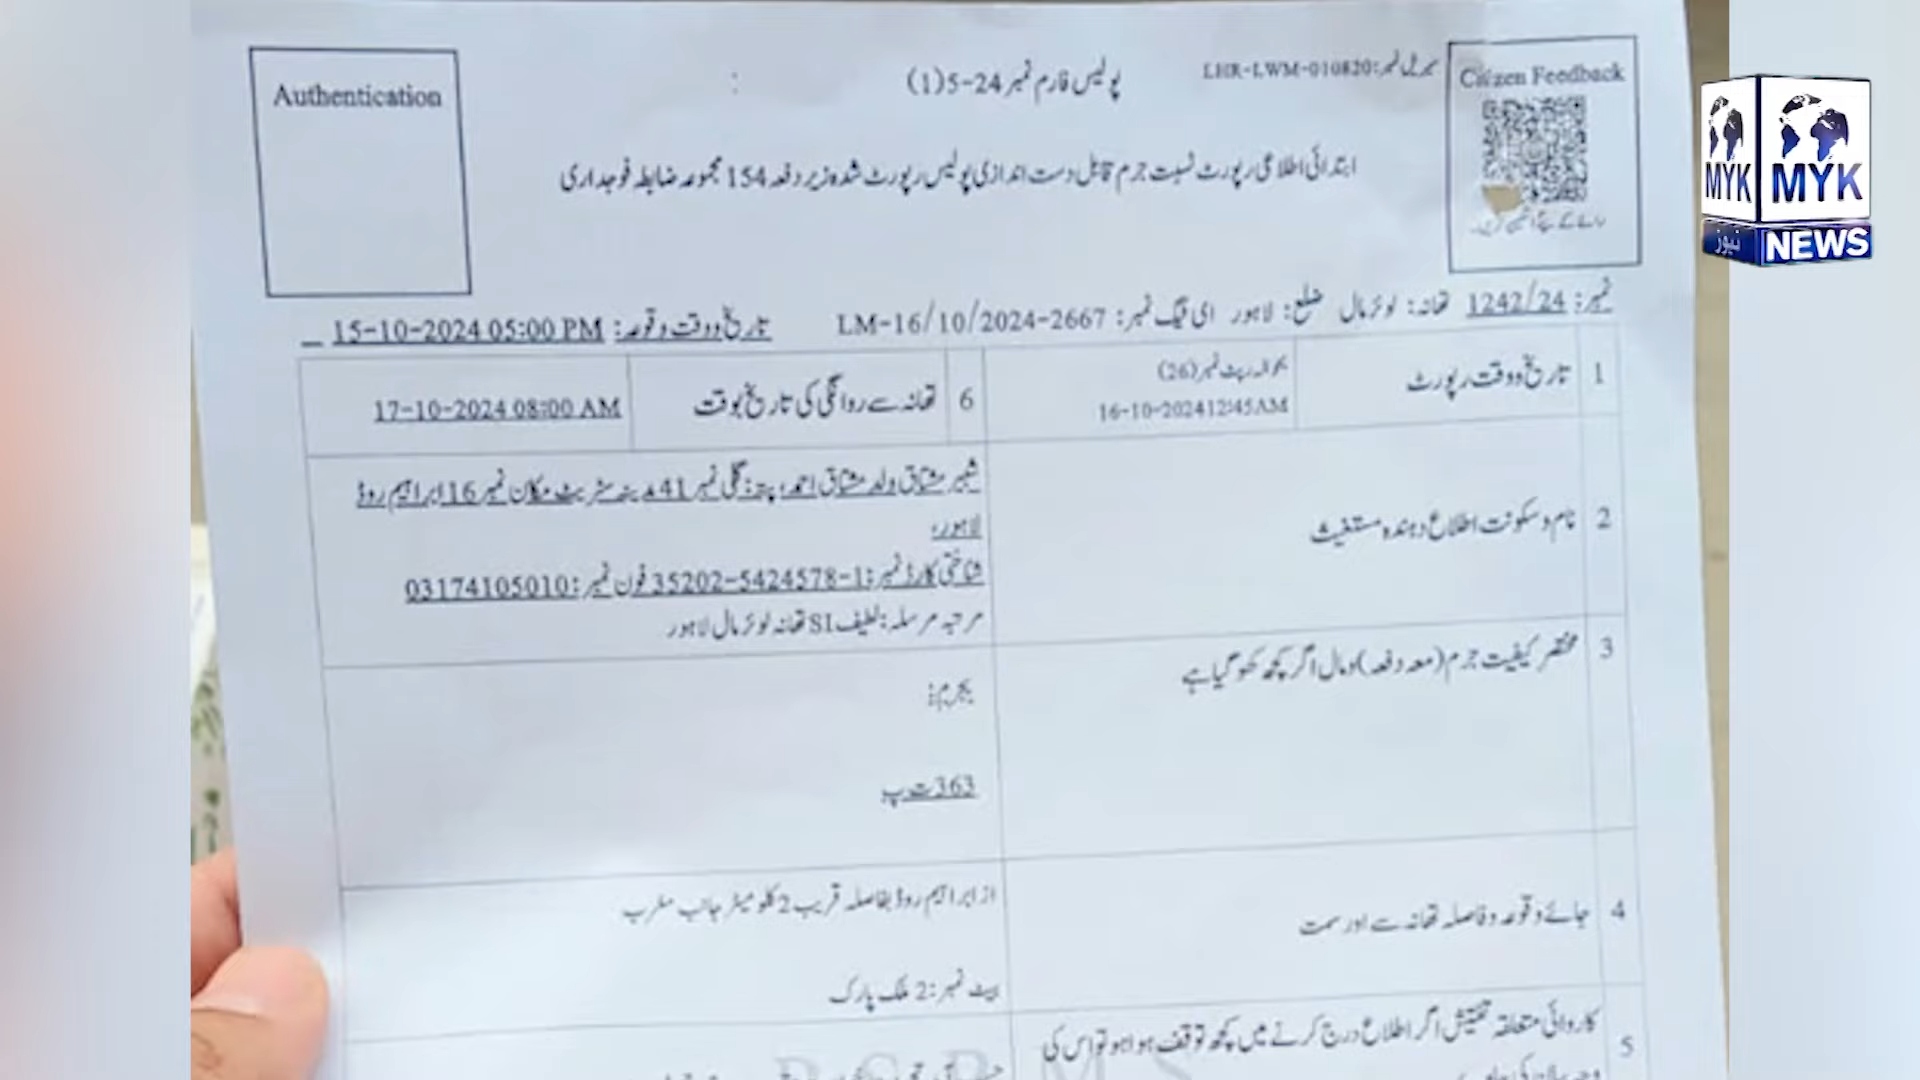 Authentication
پولیس فارم نمبر 24-5(1)
سیریل نمبر: LHR-LWM-010820
Citizen Feedback
ابتدائی اطلاعی رپورٹ نسبت جرم قابل دست اندازی پولیس رپورٹ شدہ زیر دفعہ 154 مجموعہ ضابطہ فوجداری
MYK MYK
نیوز NEWS
نمبر: 1242/24 تھانہ: لوئر مال ضلع: لاہور ای ٹیگ نمبر: LM-16/10/2024-2667 تاریخ و وقت وقوعہ: 15-10-2024 05:00 PM
1 تاریخ و وقت رپورٹ
بحوالہ رپٹ نمبر (26)
16-10-2024 12:45AM
6 تھانہ سے روانگی کی تاریخ بوقت
17-10-2024 08:00 AM
2 نام و سکونت اطلاع دہندہ مستغیث
شبیر مشتاق ولد مشتاق احمد، پتہ: گلی نمبر 41 مدینہ سٹریٹ مکان نمبر 16 ابراہیم روڈ
لاہور،
شناختی کارڈ نمبر: 35202-5424578-1 فون نمبر: 03174105010
مرتبہ مرسلہ: لطیف SI تھانہ لوئر مال لاہور
3 مختصر کیفیت جرم (معہ دفعہ) و مال اگر کچھ کھو گیا ہے
بجرم:
363 ت پ
4 جائے وقوعہ و فاصلہ تھانہ سے اور سمت
از ابراہیم روڈ بفاصلہ قریب 2 کلو میٹر جانب مغرب
بیٹ نمبر: 2 ملک پارک
5 کاروائی متعلقہ تفتیش اگر اطلاع درج کرنے میں کچھ توقف ہوا ہو تو اس کی